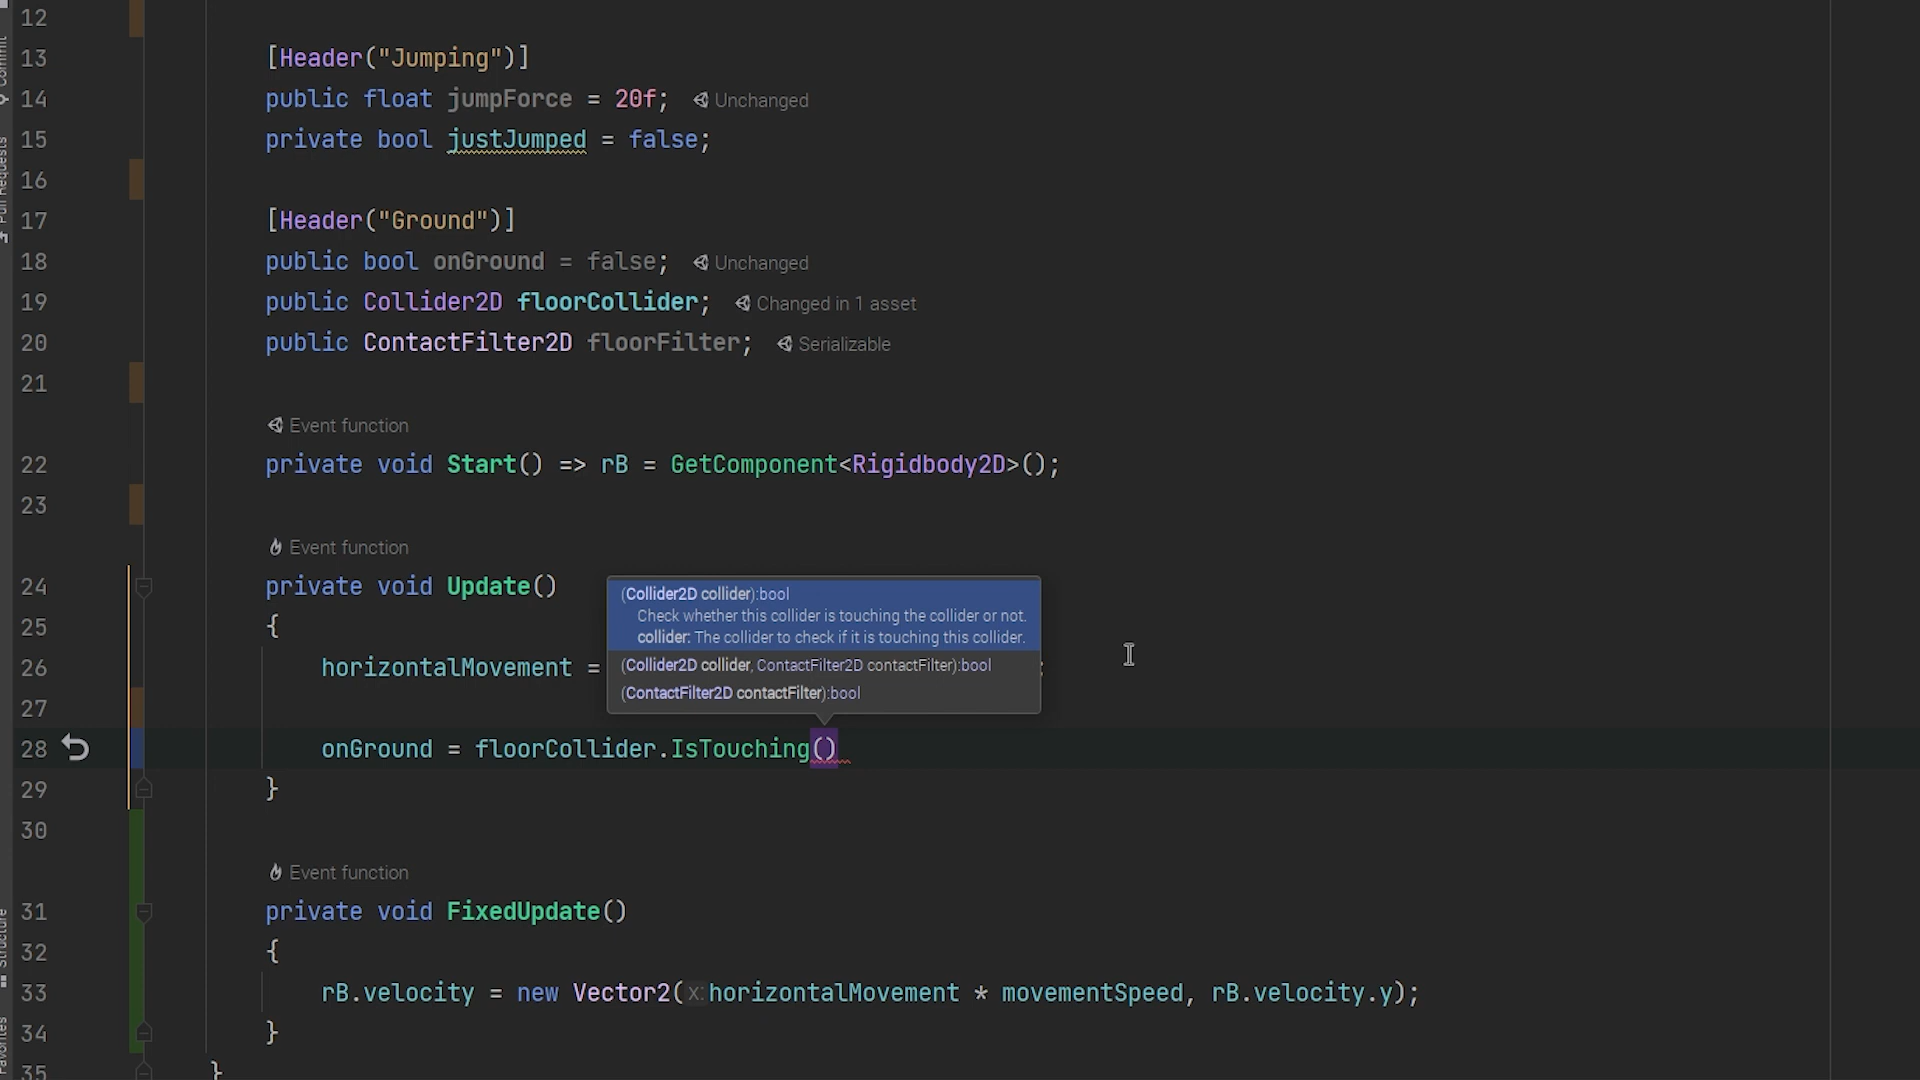 Commit
Pull Requests
Structure
Favorites
12
13 [Header("Jumping")]
14 public float jumpForce = 20f; Unchanged
15 private bool justJumped = false;
16
17 [Header("Ground")]
18 public bool onGround = false; Unchanged
19 public Collider2D floorCollider; Changed in 1 asset
20 public ContactFilter2D floorFilter; Serializable
21
Event function
22 private void Start() => rB = GetComponent<Rigidbody2D>();
23
Event function
24 private void Update()
25 {
26 horizontalMovement = ;
(Collider2D collider):bool
Check whether this collider is touching the collider or not.
collider: The collider to check if it is touching this collider.
(Collider2D collider, ContactFilter2D contactFilter):bool
(ContactFilter2D contactFilter):bool
27
28 onGround = floorCollider.IsTouching()
29 }
30
Event function
31 private void FixedUpdate()
32 {
33 rB.velocity = new Vector2(x:horizontalMovement * movementSpeed, rB.velocity.y);
34 }
35 }